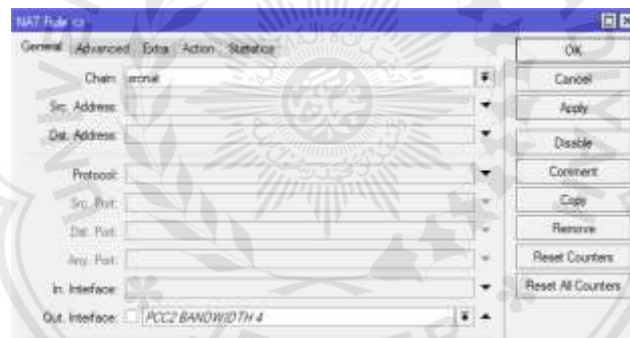 NAT Rule <>
General Advanced Extra Action Statistics
Chain: srcnat
Src. Address:
Dst. Address:
Protocol:
Src. Port:
Dst. Port:
Any. Port:
In. Interface:
Out. Interface: PCC2 BANDWIDTH 4
OK
Cancel
Apply
Disable
Comment
Copy
Remove
Reset Counters
Reset All Counters